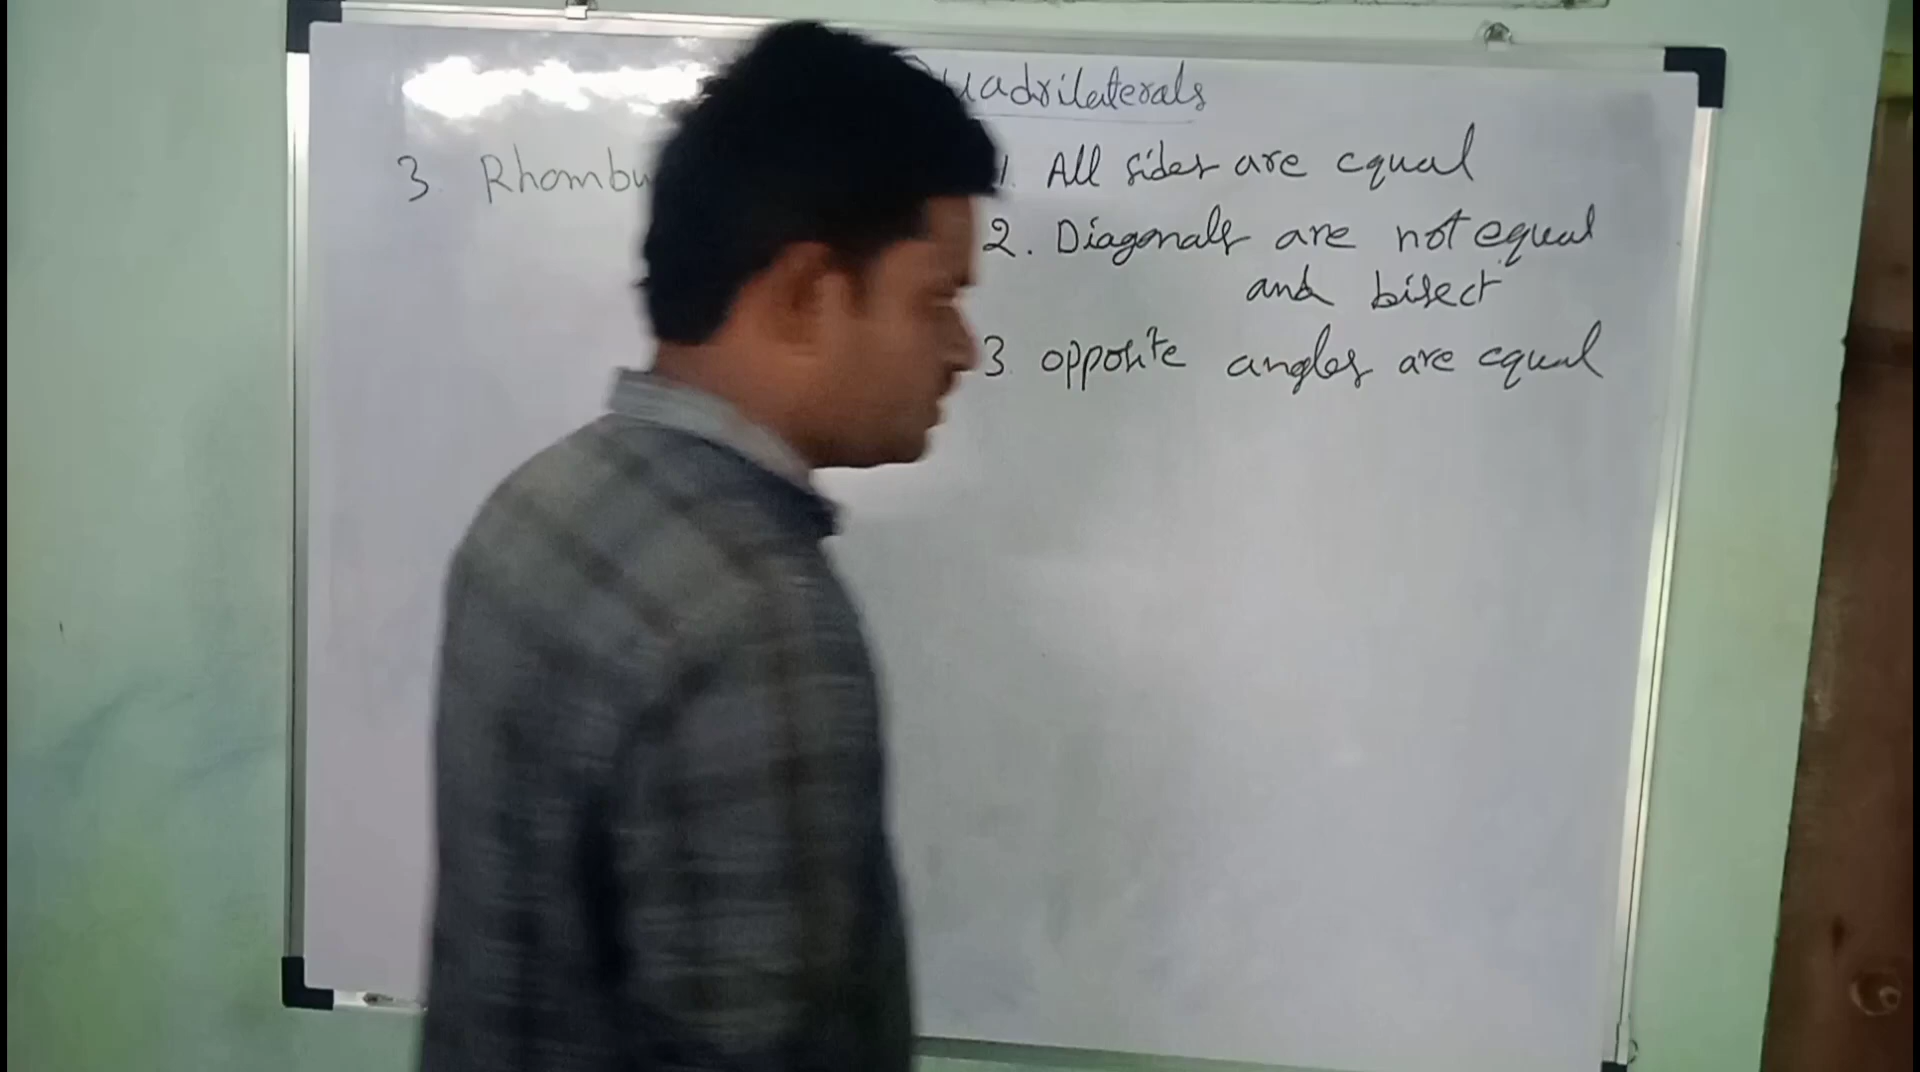 uadrilaterals
3. Rhombu
1. All sides are equal
2. Diagonals are not equal
and bisect
3. opposite angles are equal